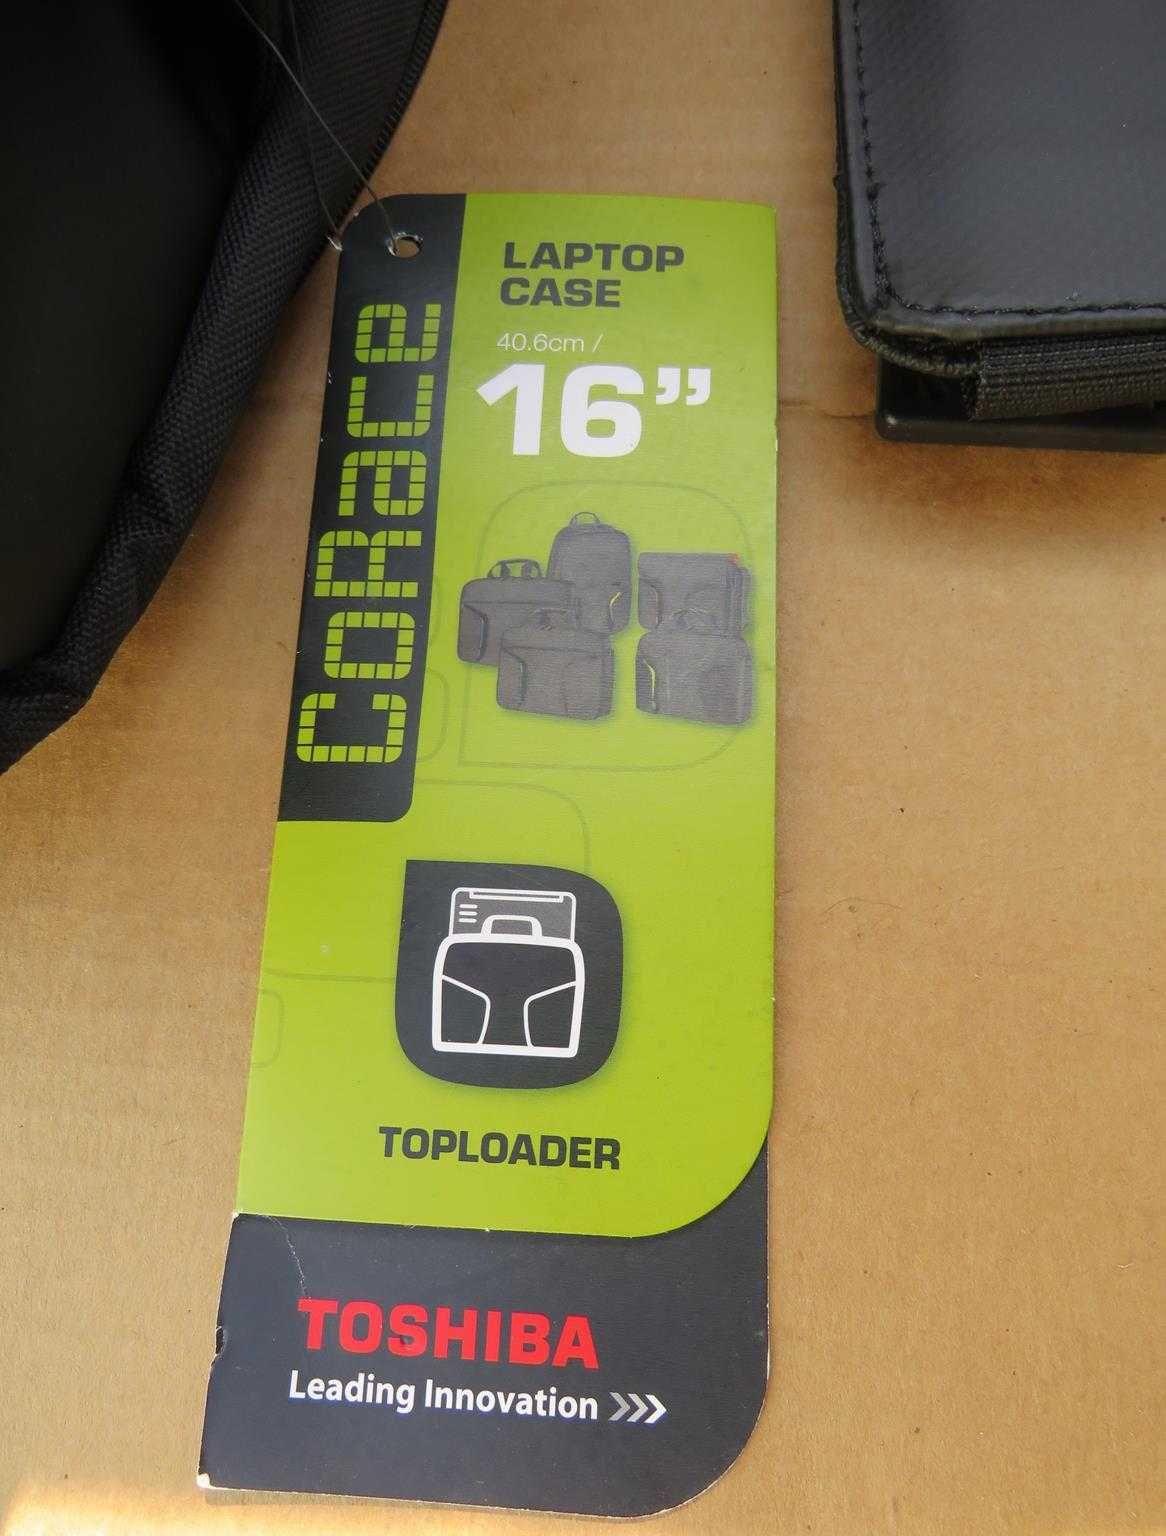 LAPTOP
CASE
40.6cm /
16”
CORace
TOPLOADER
TOSHIBA
Leading Innovation >>>